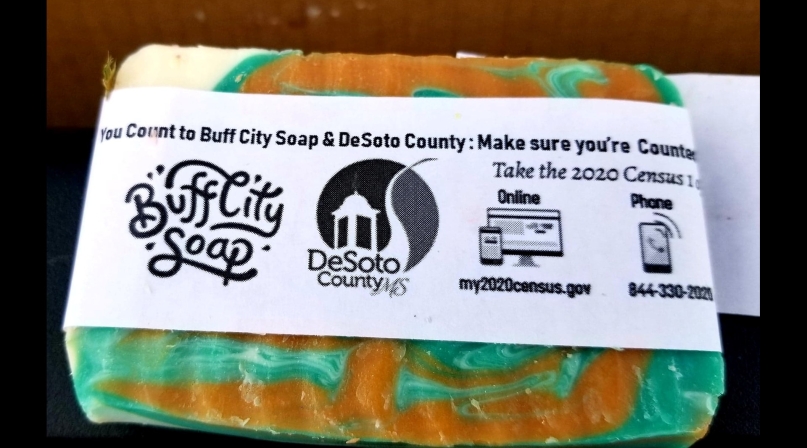 You Count to Buff City Soap & DeSoto County: Make sure you're Counte
Take the 2020 Census
Buff City
Soap
DeSoto
County MS
Online
my2020census.gov
Phone
844-330-2020